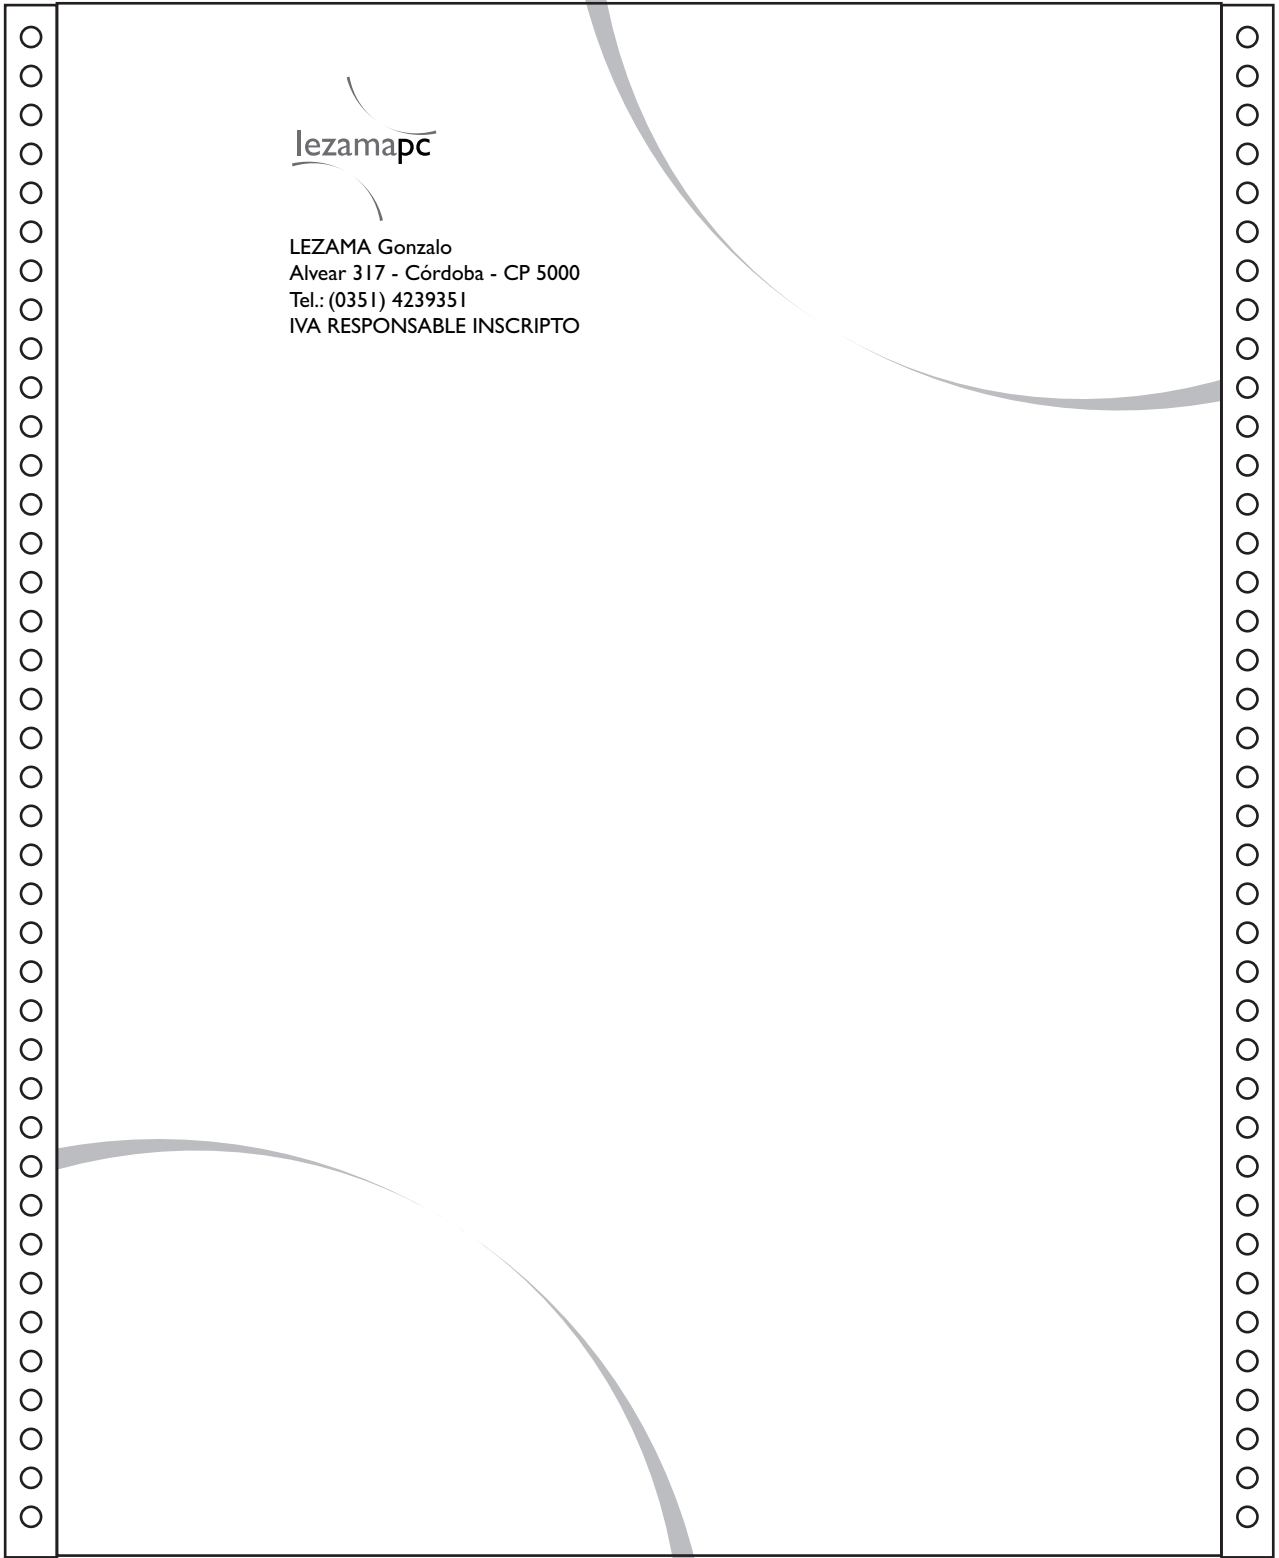 lezamapc
LEZAMA Gonzalo
Alvear 317 - Córdoba - CP 5000
Tel.: (0351) 4239351
IVA RESPONSABLE INSCRIPTO